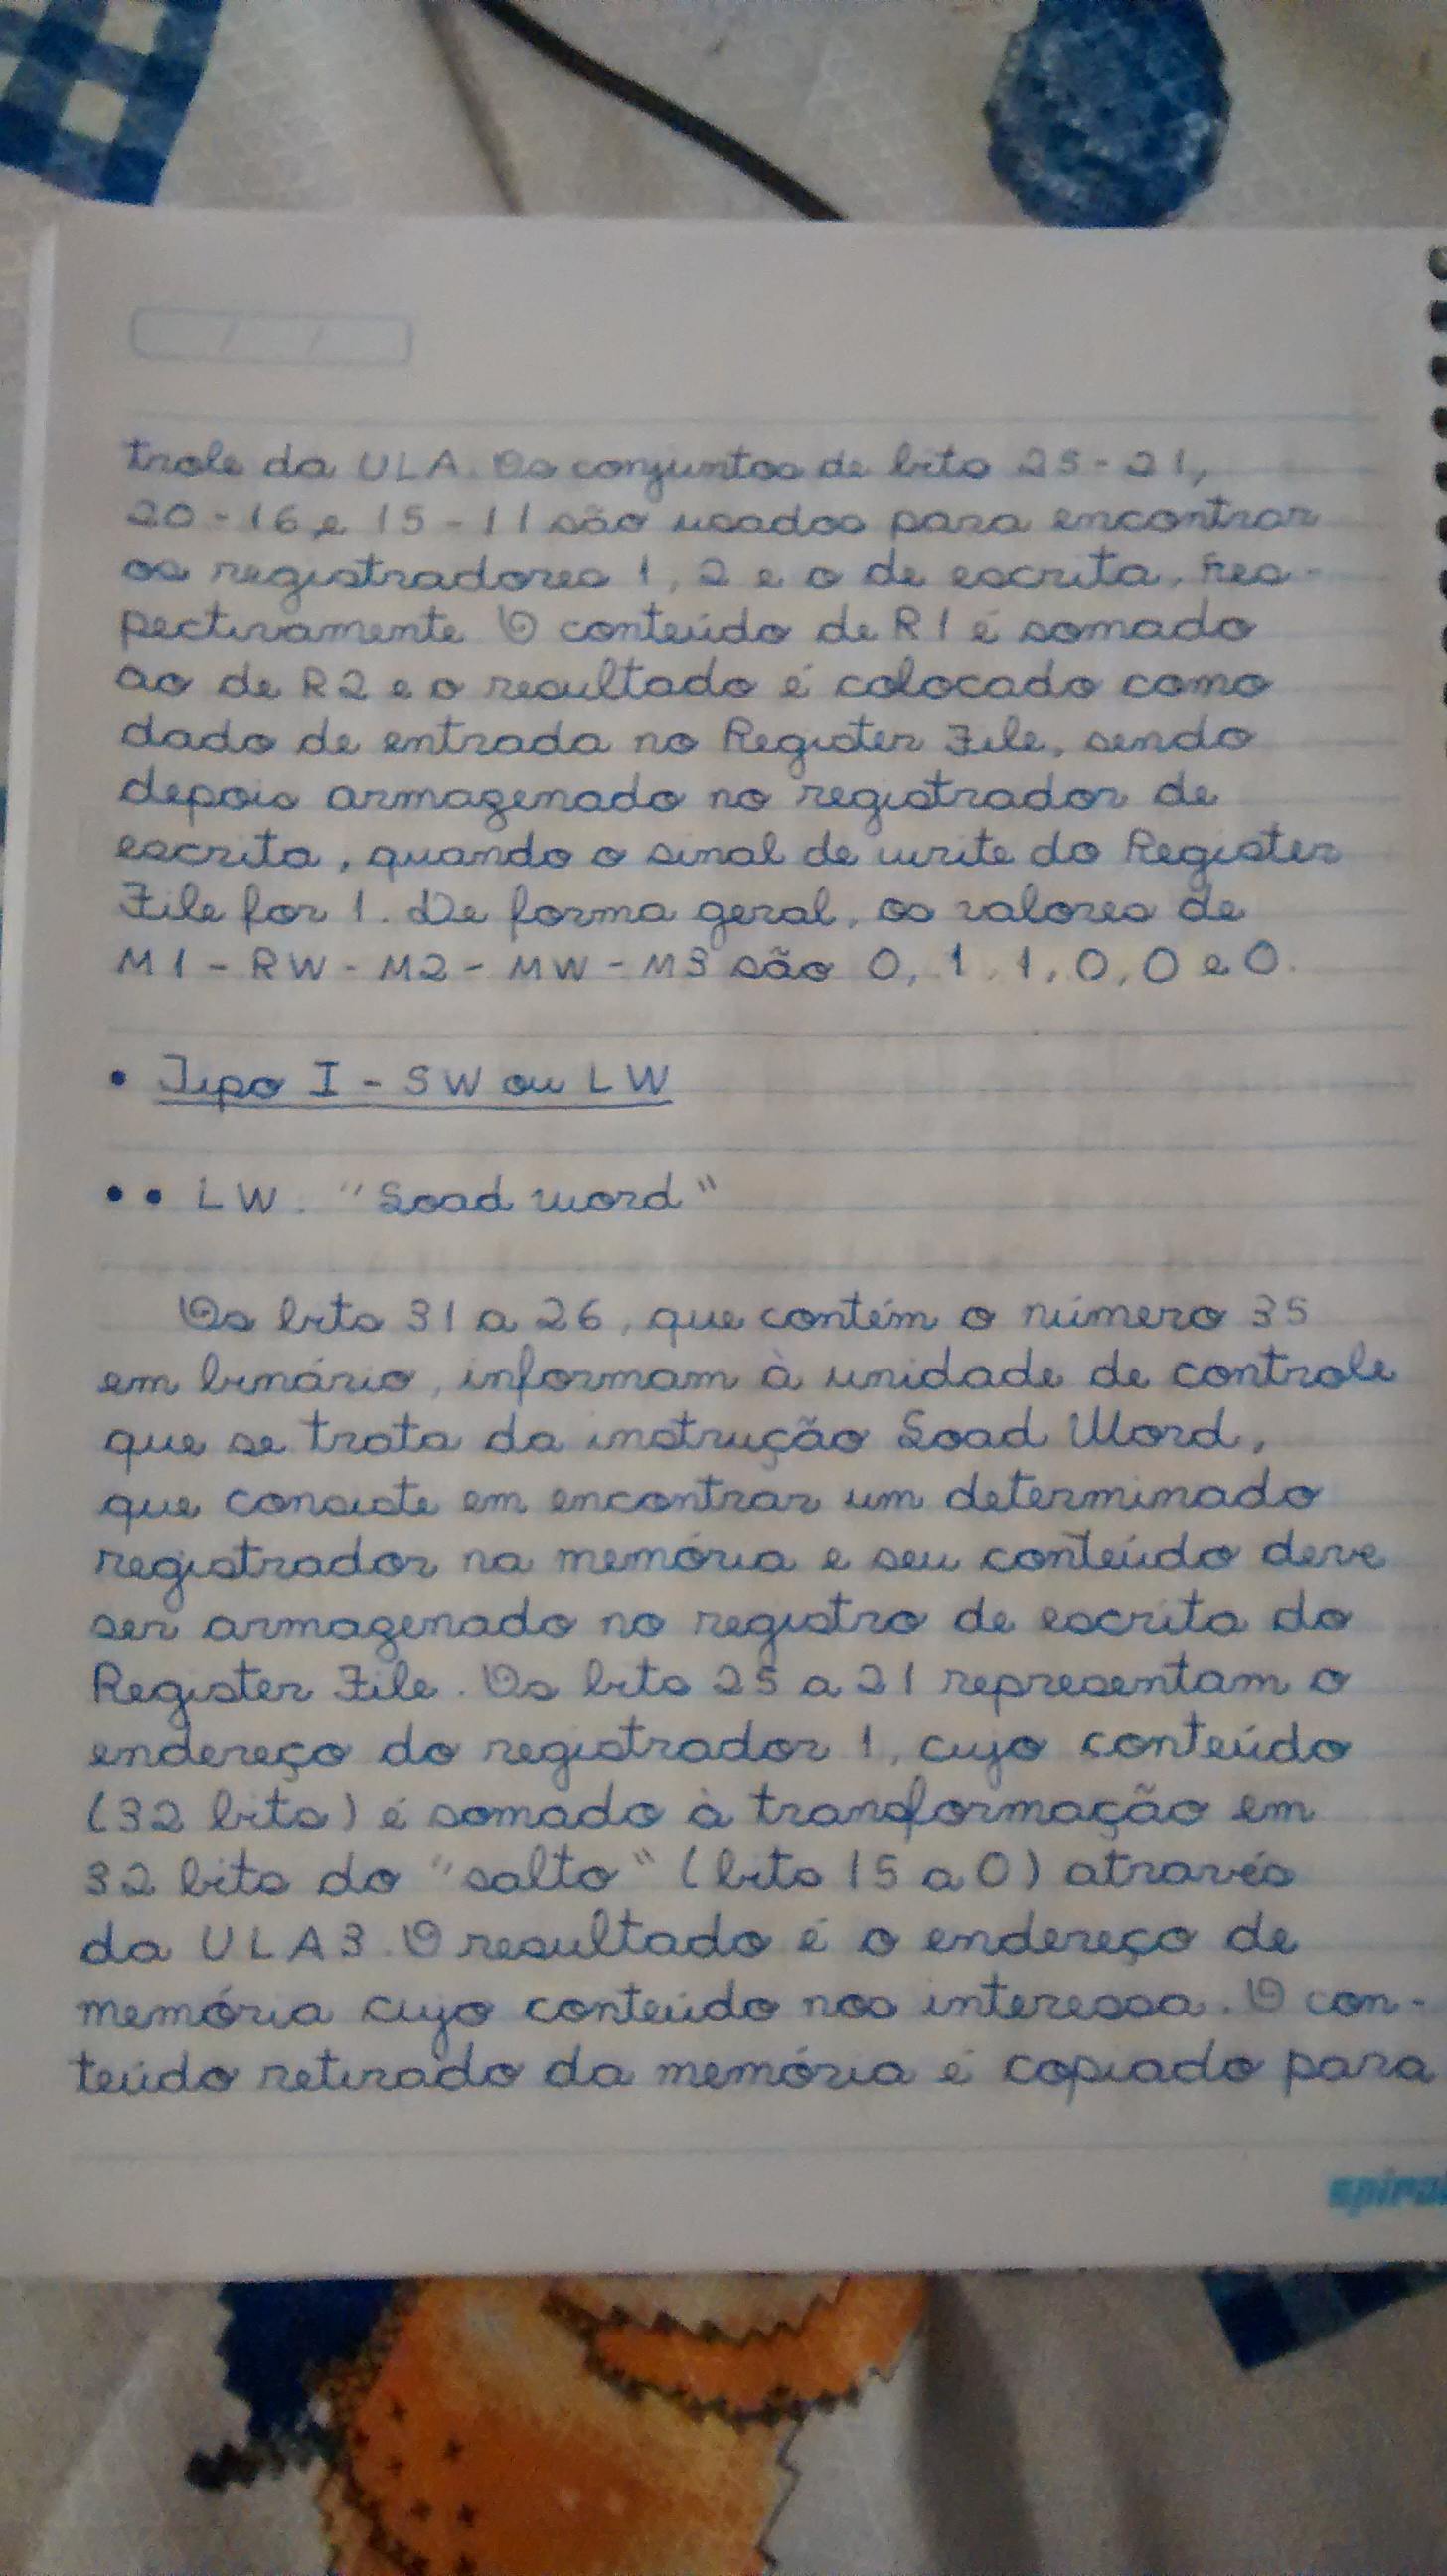 trole da ULA. Os conjuntos de bits 25-21,
20-16 e 15-11 são usados para encontrar
os registradores 1, 2 e o de escrita, res-
pectivamente. O conteúdo de R1 é somado
ao de R2 e o resultado é colocado como
dado de entrada no Register File, sendo
depois armagenado no registrador de
escrita, quando o sinal de write do Register
File for 1. De forma geral, os valores de
M1-RW-M2-MW-M3 são 0, 1, 1, 0, 0 e 0.
• Tipo I - SW ou LW
•• LW: "Load word"
Os bits 31 a 26, que contém o número 35
em binário, informam à unidade de controle
que se trata da instrução Load Word,
que consiste em encontrar um determinado
registrador na memória e seu conteúdo deve
ser armagenado no registro de escrita do
Register File. Os bits 25 a 21 representam o
endereço do registrador 1, cujo conteúdo
(32 bits) é somado à transformação em
32 bits do "salto" (bits 15 a 0) através
da ULA3. O resultado é o endereço de
memória cujo conteúdo nos interessa. O con-
teúdo retirado da memória é copiado para